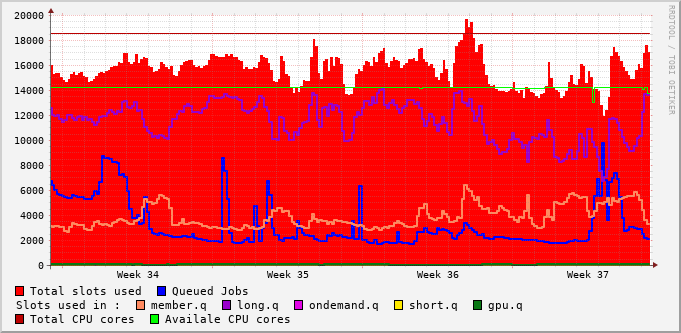 20000
18000
16000
14000
12000
10000
8000
6000
4000
2000
0
Week 34 Week 35 Week 36 Week 37
Total slots used Queued Jobs
Slots used in : member.q long.q ondemand.q short.q gpu.q
Total CPU cores Availale CPU cores
RRDTOOL / TOBI OETIKER